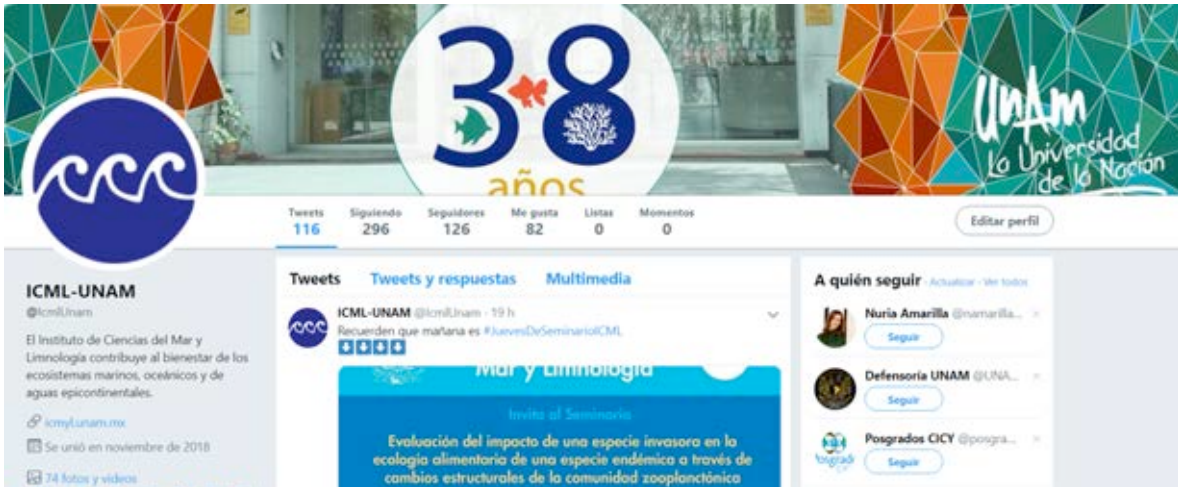 38
años
UnAm
La Universidad
de la Nación
Tweets Siguiendo Seguidores Me gusta Listas Momentos
116 296 126 82 0 0
Editar perfil
ICML-UNAM
@IcmlUnam
El Instituto de Ciencias del Mar y
Limnología contribuye al bienestar de los
ecosistemas marinos, oceánicos y de
aguas epicontinentales.
icmyl.unam.mx
Se unió en noviembre de 2018
74 fotos y videos
Tweets Tweets y respuestas Multimedia
ICML-UNAM @IcmlUnam · 19 h
Recuerden que mañana es #JuevesDeSeminarioICML
Mar y Limnología
Invita al Seminario
Evaluación del impacto de una especie invasora en la
ecología alimentaria de una especie endémica a través de
cambios estructurales de la comunidad zooplanctónica
A quién seguir · Actualizar · Ver todos
Nuria Amarilla @namarilla...
Seguir
Defensoría UNAM @UNA...
Seguir
Posgrados CICY @posgra...
Seguir